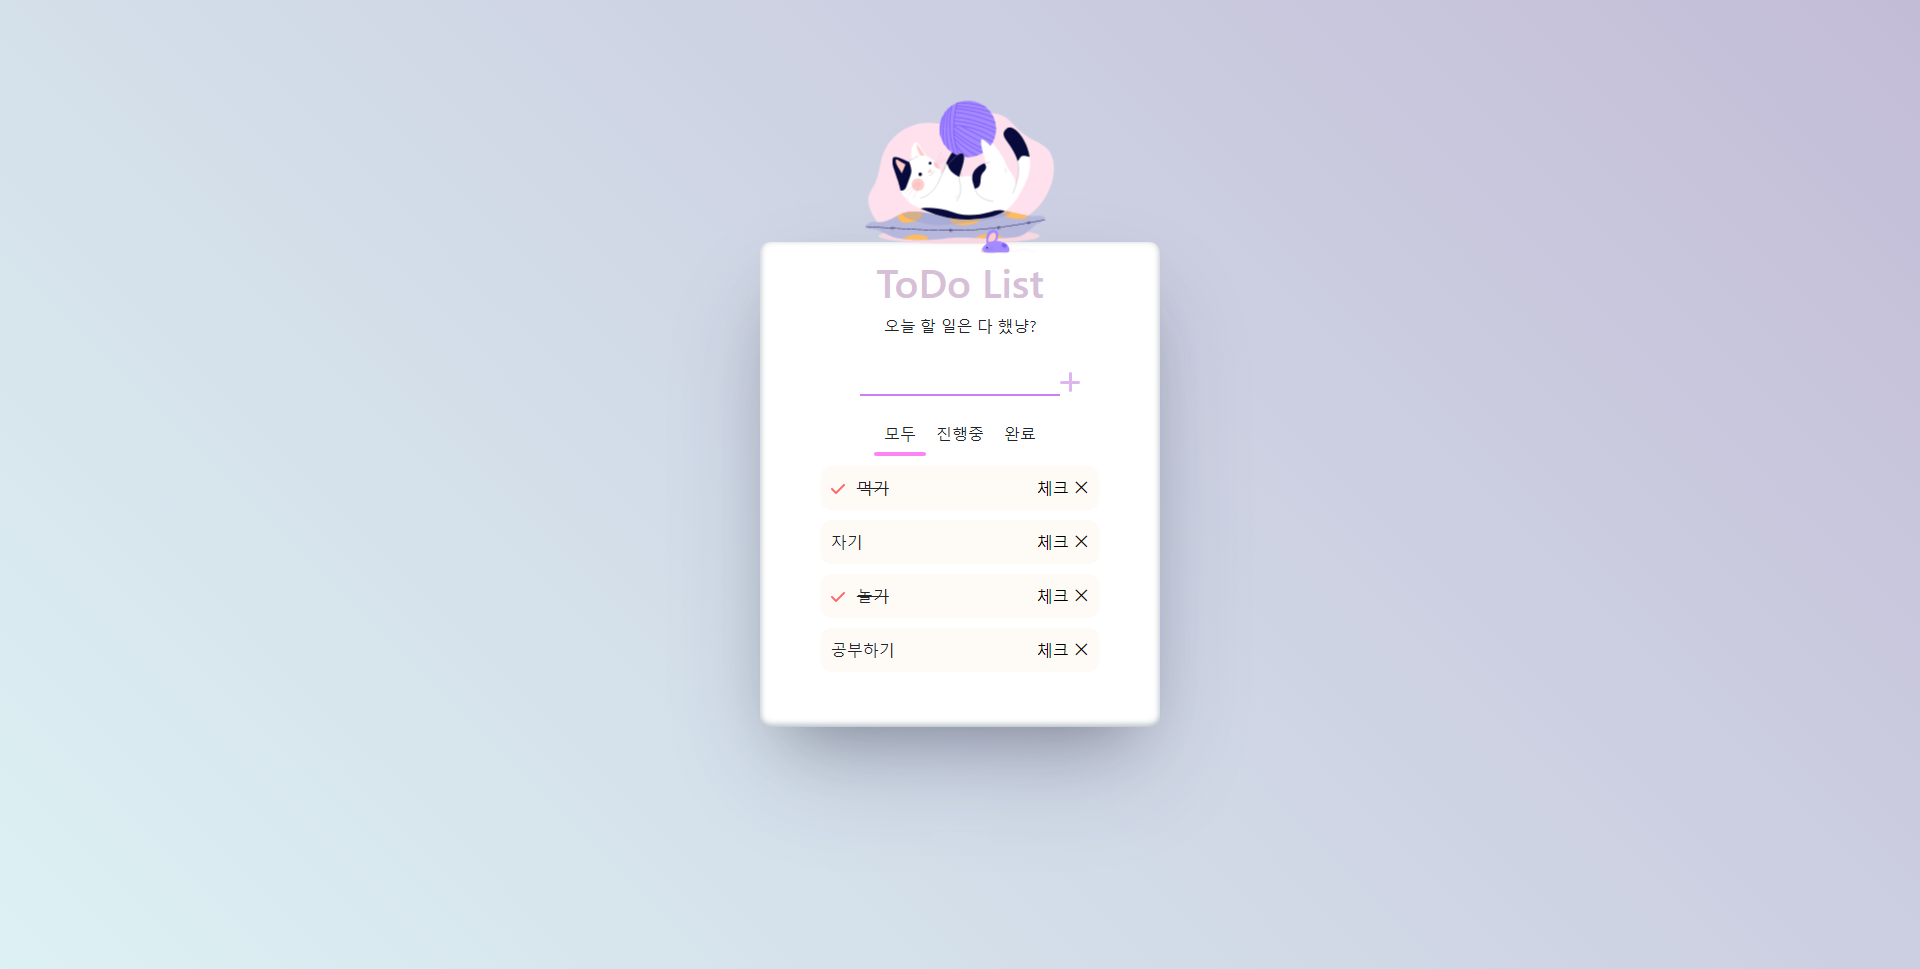 ToDo List
오늘 할 일은 다 했냥?
모두 진행중 완료
먹기 체크
자기 체크
놀기 체크
공부하기 체크